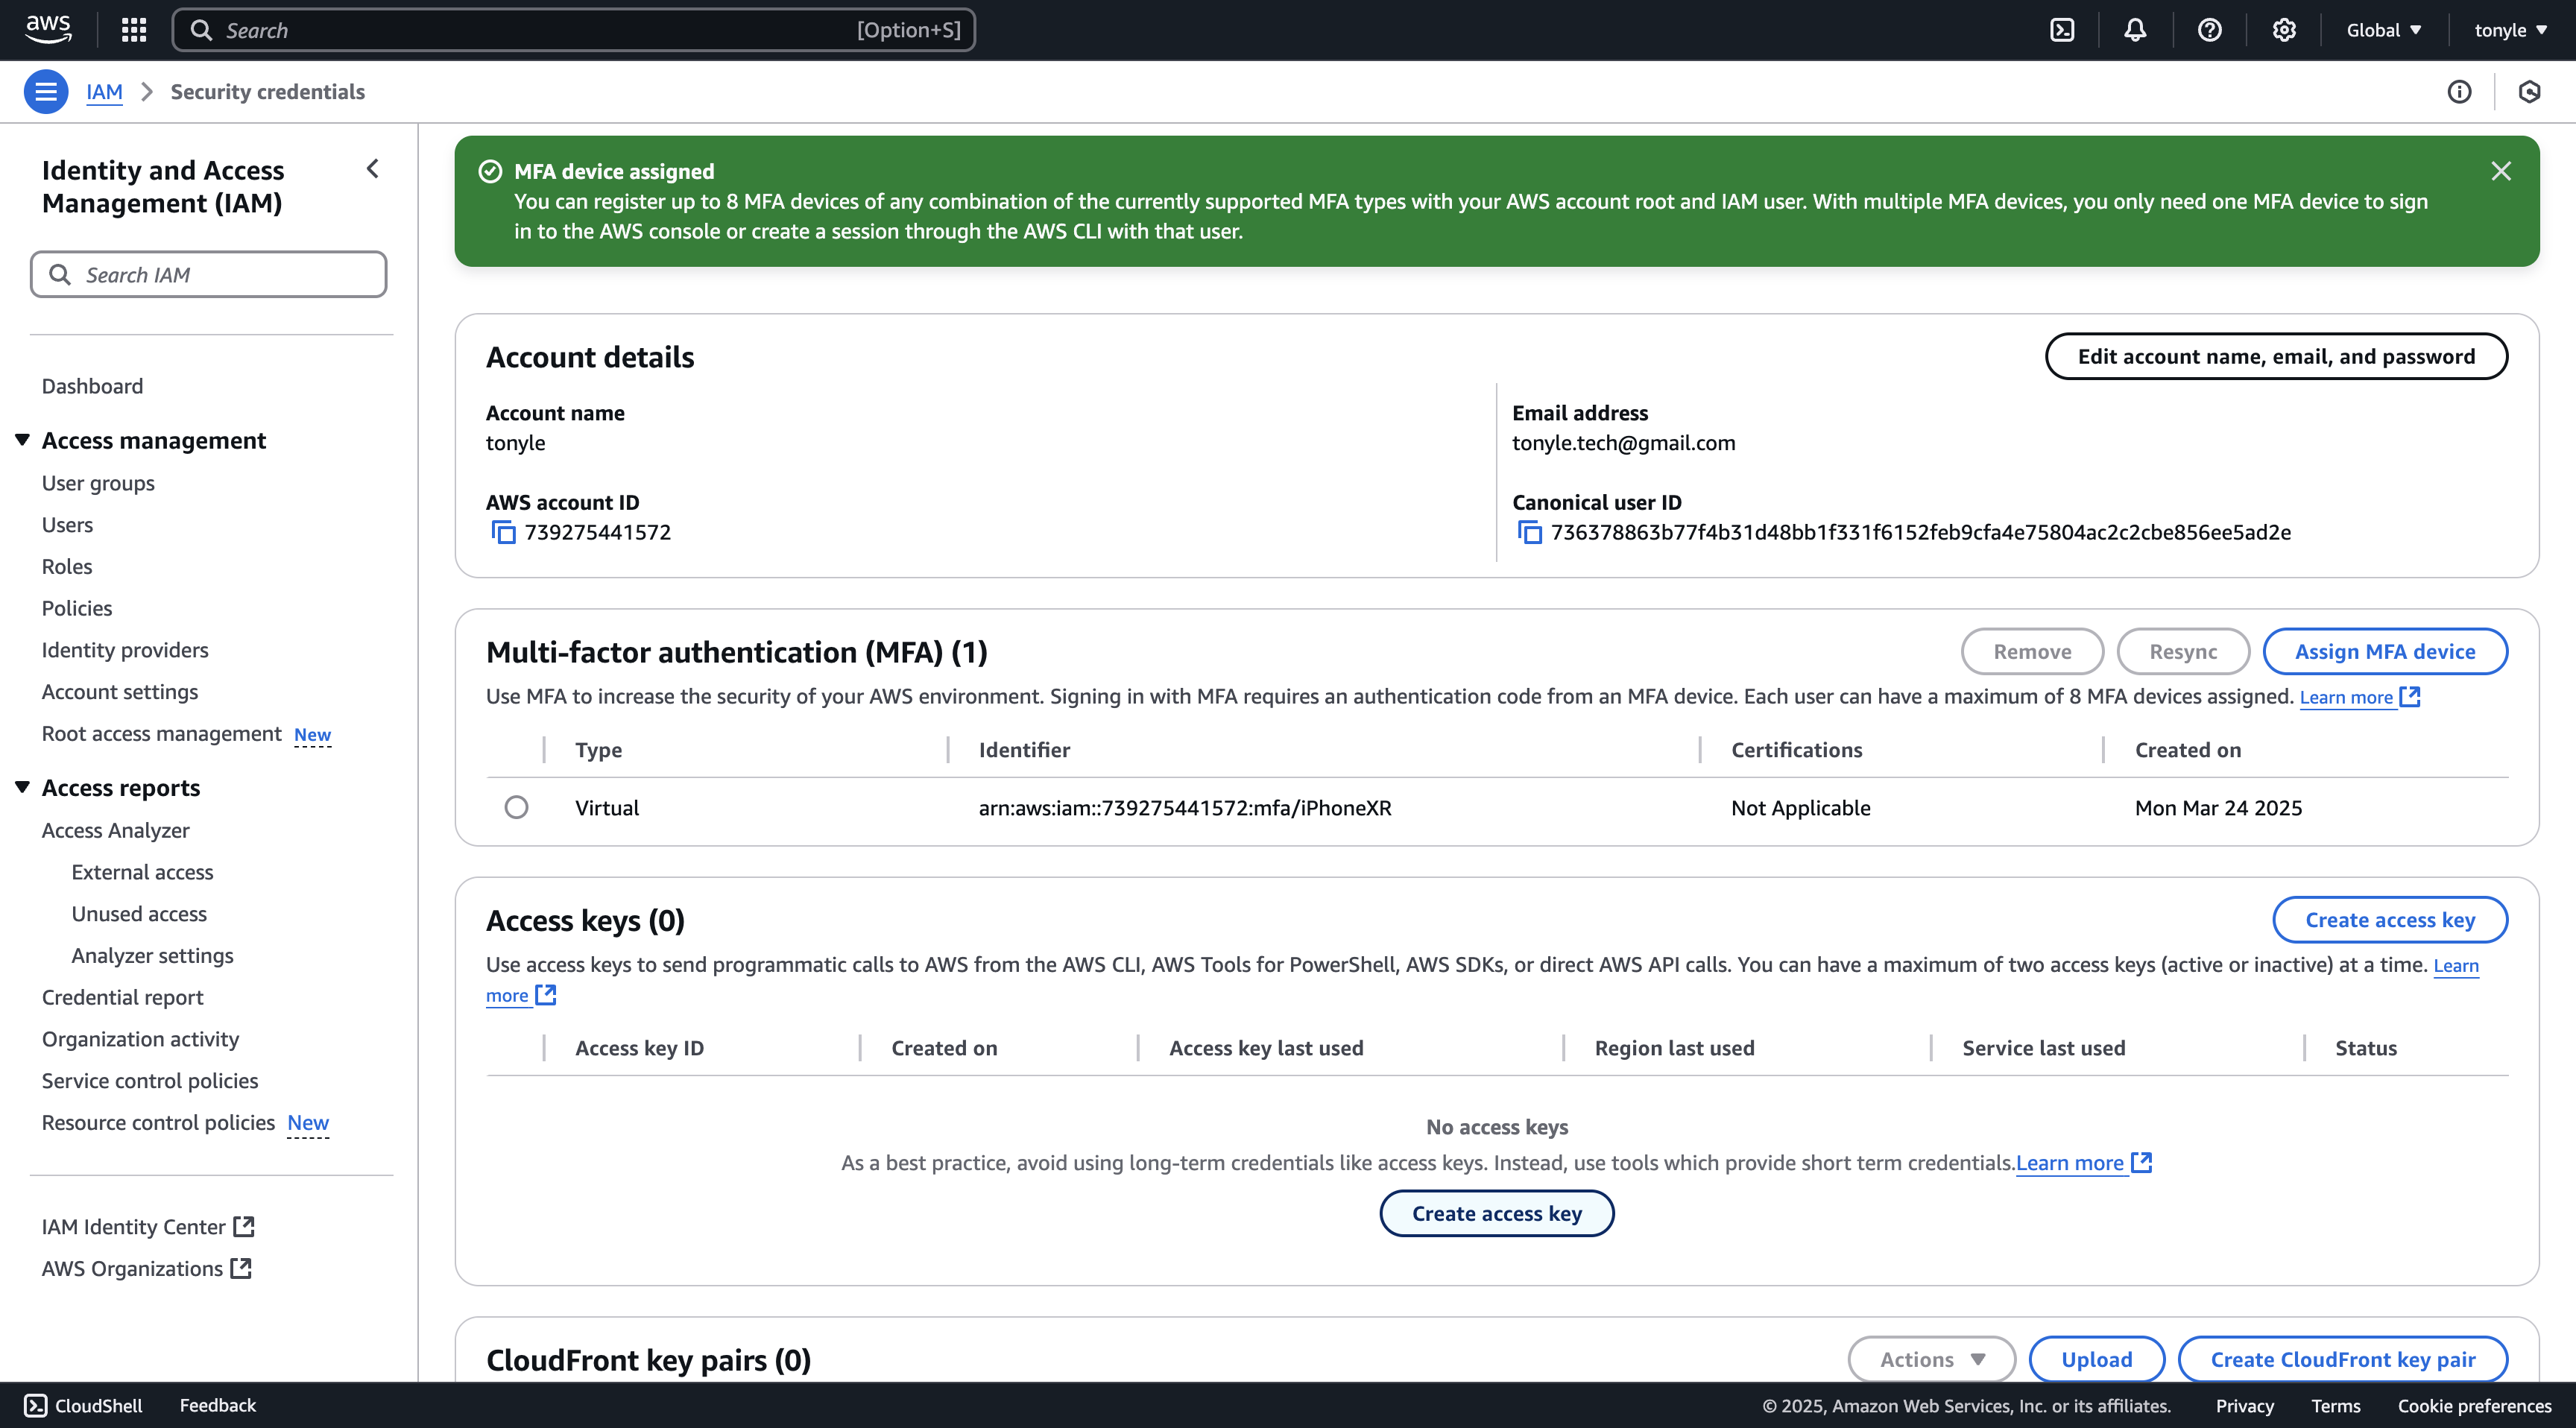 aws
Search
[Option+S]
Global
tonyle
IAM
Security credentials
Identity and Access
Management (IAM)
Search IAM
Dashboard
Access management
User groups
Users
Roles
Policies
Identity providers
Account settings
Root access management New
Access reports
Access Analyzer
External access
Unused access
Analyzer settings
Credential report
Organization activity
Service control policies
Resource control policies New
IAM Identity Center
AWS Organizations
MFA device assigned
You can register up to 8 MFA devices of any combination of the currently supported MFA types with your AWS account root and IAM user. With multiple MFA devices, you only need one MFA device to sign
in to the AWS console or create a session through the AWS CLI with that user.
Account details
Edit account name, email, and password
Account name
tonyle
Email address
tonyle.tech@gmail.com
AWS account ID
739275441572
Canonical user ID
736378863b77f4b31d48bb1f331f6152feb9cfa4e75804ac2c2cbe856ee5ad2e
Multi-factor authentication (MFA) (1)
Remove
Resync
Assign MFA device
Use MFA to increase the security of your AWS environment. Signing in with MFA requires an authentication code from an MFA device. Each user can have a maximum of 8 MFA devices assigned. Learn more
Type Identifier Certifications Created on
Virtual arn:aws:iam::739275441572:mfa/iPhoneXR Not Applicable Mon Mar 24 2025
Access keys (0)
Create access key
Use access keys to send programmatic calls to AWS from the AWS CLI, AWS Tools for PowerShell, AWS SDKs, or direct AWS API calls. You can have a maximum of two access keys (active or inactive) at a time. Learn
more
Access key ID Created on Access key last used Region last used Service last used Status
No access keys
As a best practice, avoid using long-term credentials like access keys. Instead, use tools which provide short term credentials.Learn more
Create access key
CloudFront key pairs (0)
Actions
Upload
Create CloudFront key pair
CloudShell
Feedback
© 2025, Amazon Web Services, Inc. or its affiliates.
Privacy
Terms
Cookie preferences